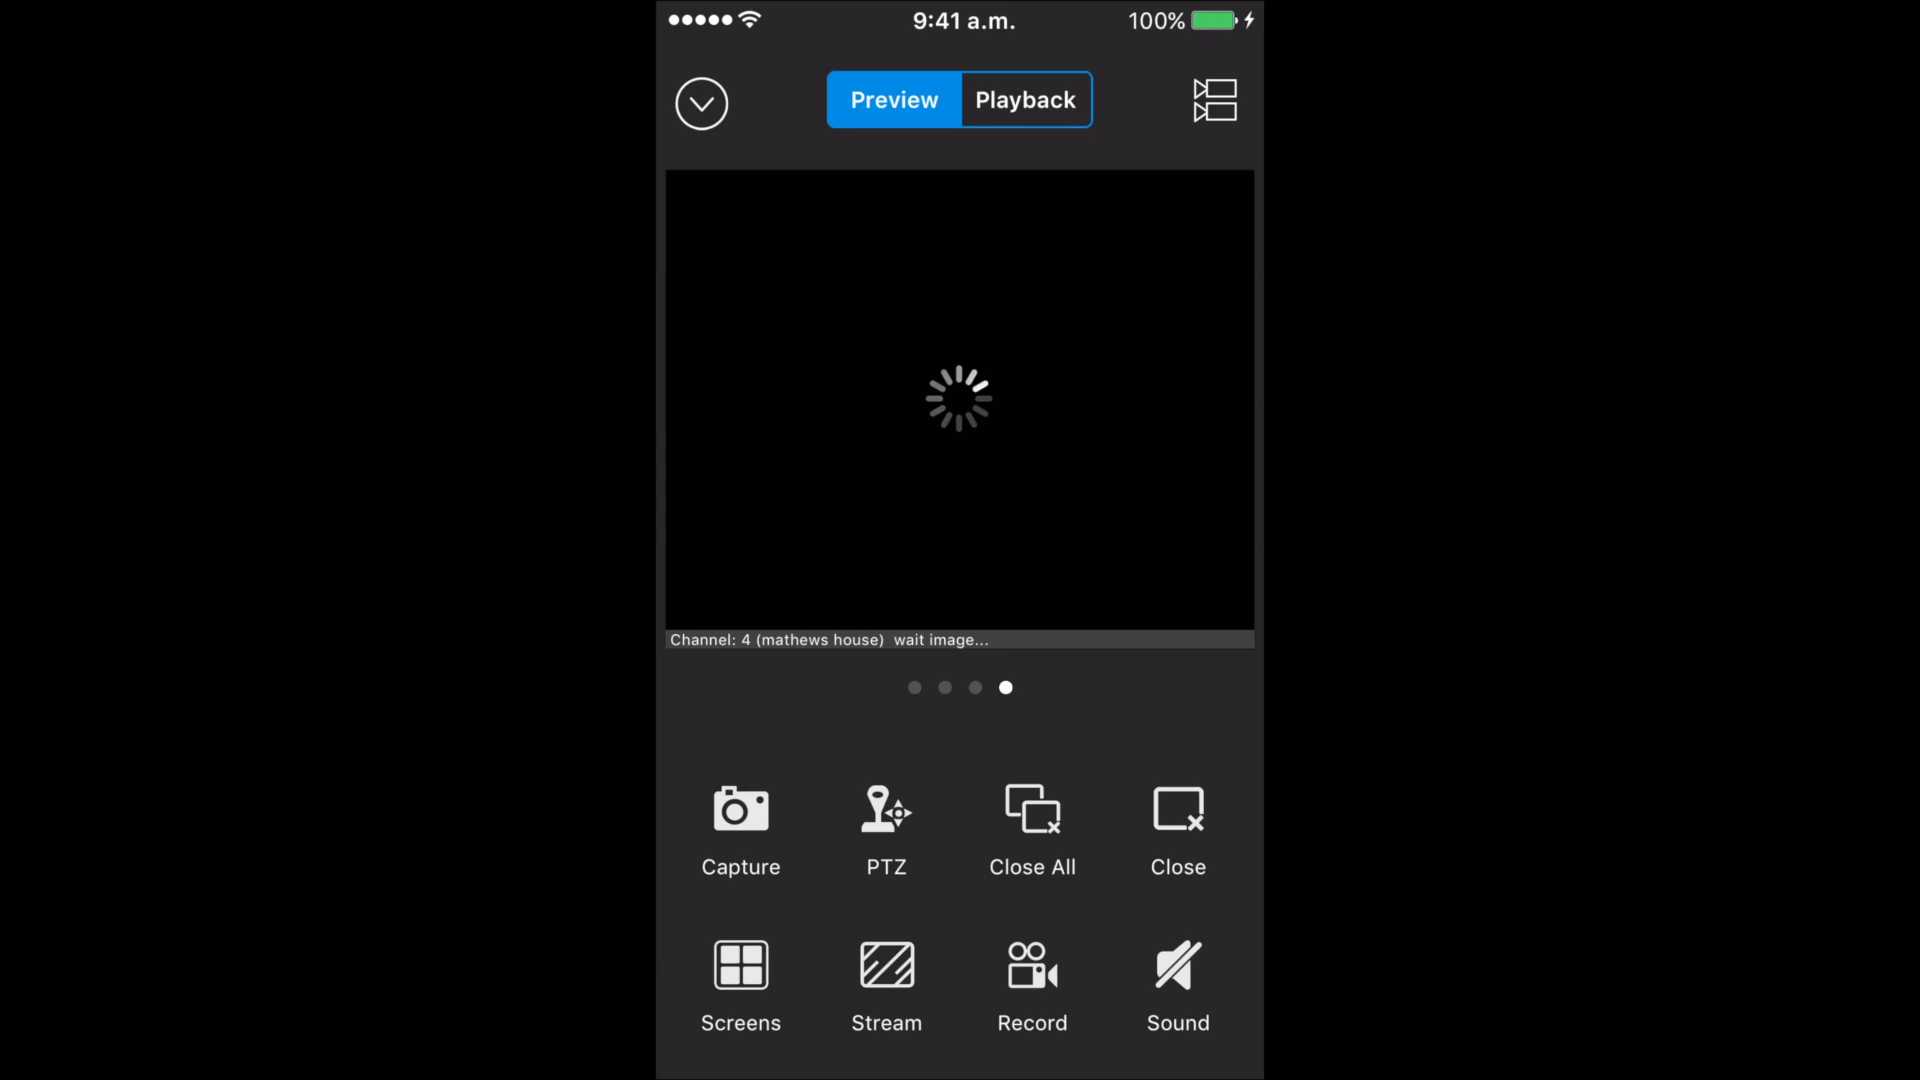 9:41 a.m.
100%
Preview
Playback
Channel: 4 (mathews house) wait image...
Capture
PTZ
Close All
Close
Screens
Stream
Record
Sound